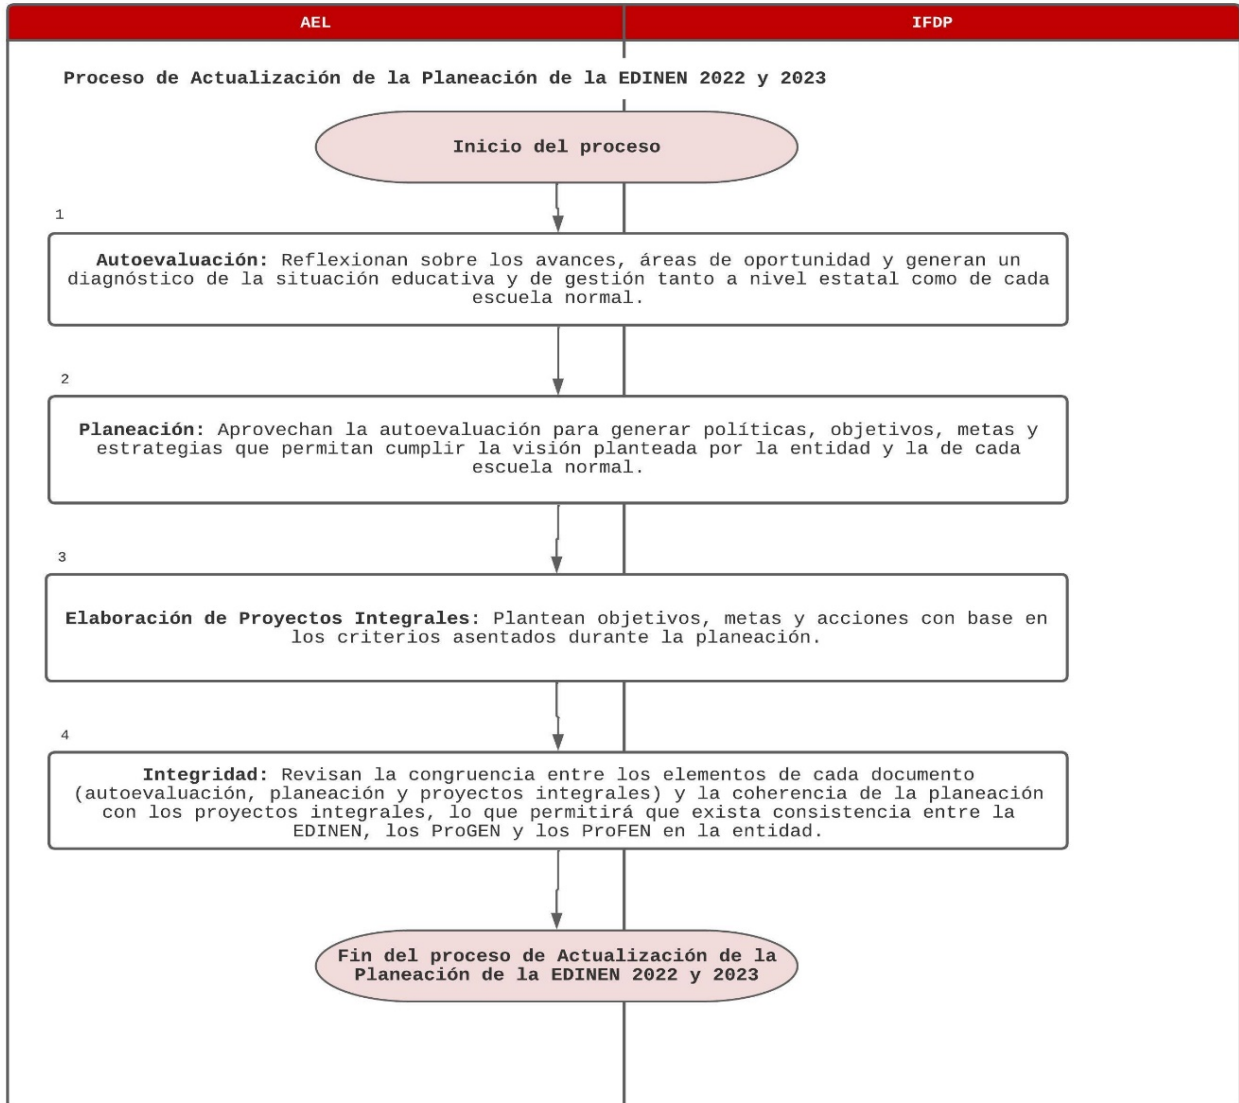 AEL
IFDP
Proceso de Actualización de la Planeación de la EDINEN 2022 y 2023
Inicio del proceso
1
Autoevaluación: Reflexionan sobre los avances, áreas de oportunidad y generan un
diagnóstico de la situación educativa y de gestión tanto a nivel estatal como de cada
escuela normal.
2
Planeación: Aprovechan la autoevaluación para generar políticas, objetivos, metas y
estrategias que permitan cumplir la visión planteada por la entidad y la de cada
escuela normal.
3
Elaboración de Proyectos Integrales: Plantean objetivos, metas y acciones con base en
los criterios asentados durante la planeación.
4
Integridad: Revisan la congruencia entre los elementos de cada documento
(autoevaluación, planeación y proyectos integrales) y la coherencia de la planeación
con los proyectos integrales, lo que permitirá que exista consistencia entre la
EDINEN, los ProGEN y los ProFEN en la entidad.
Fin del proceso de Actualización de la
Planeación de la EDINEN 2022 y 2023